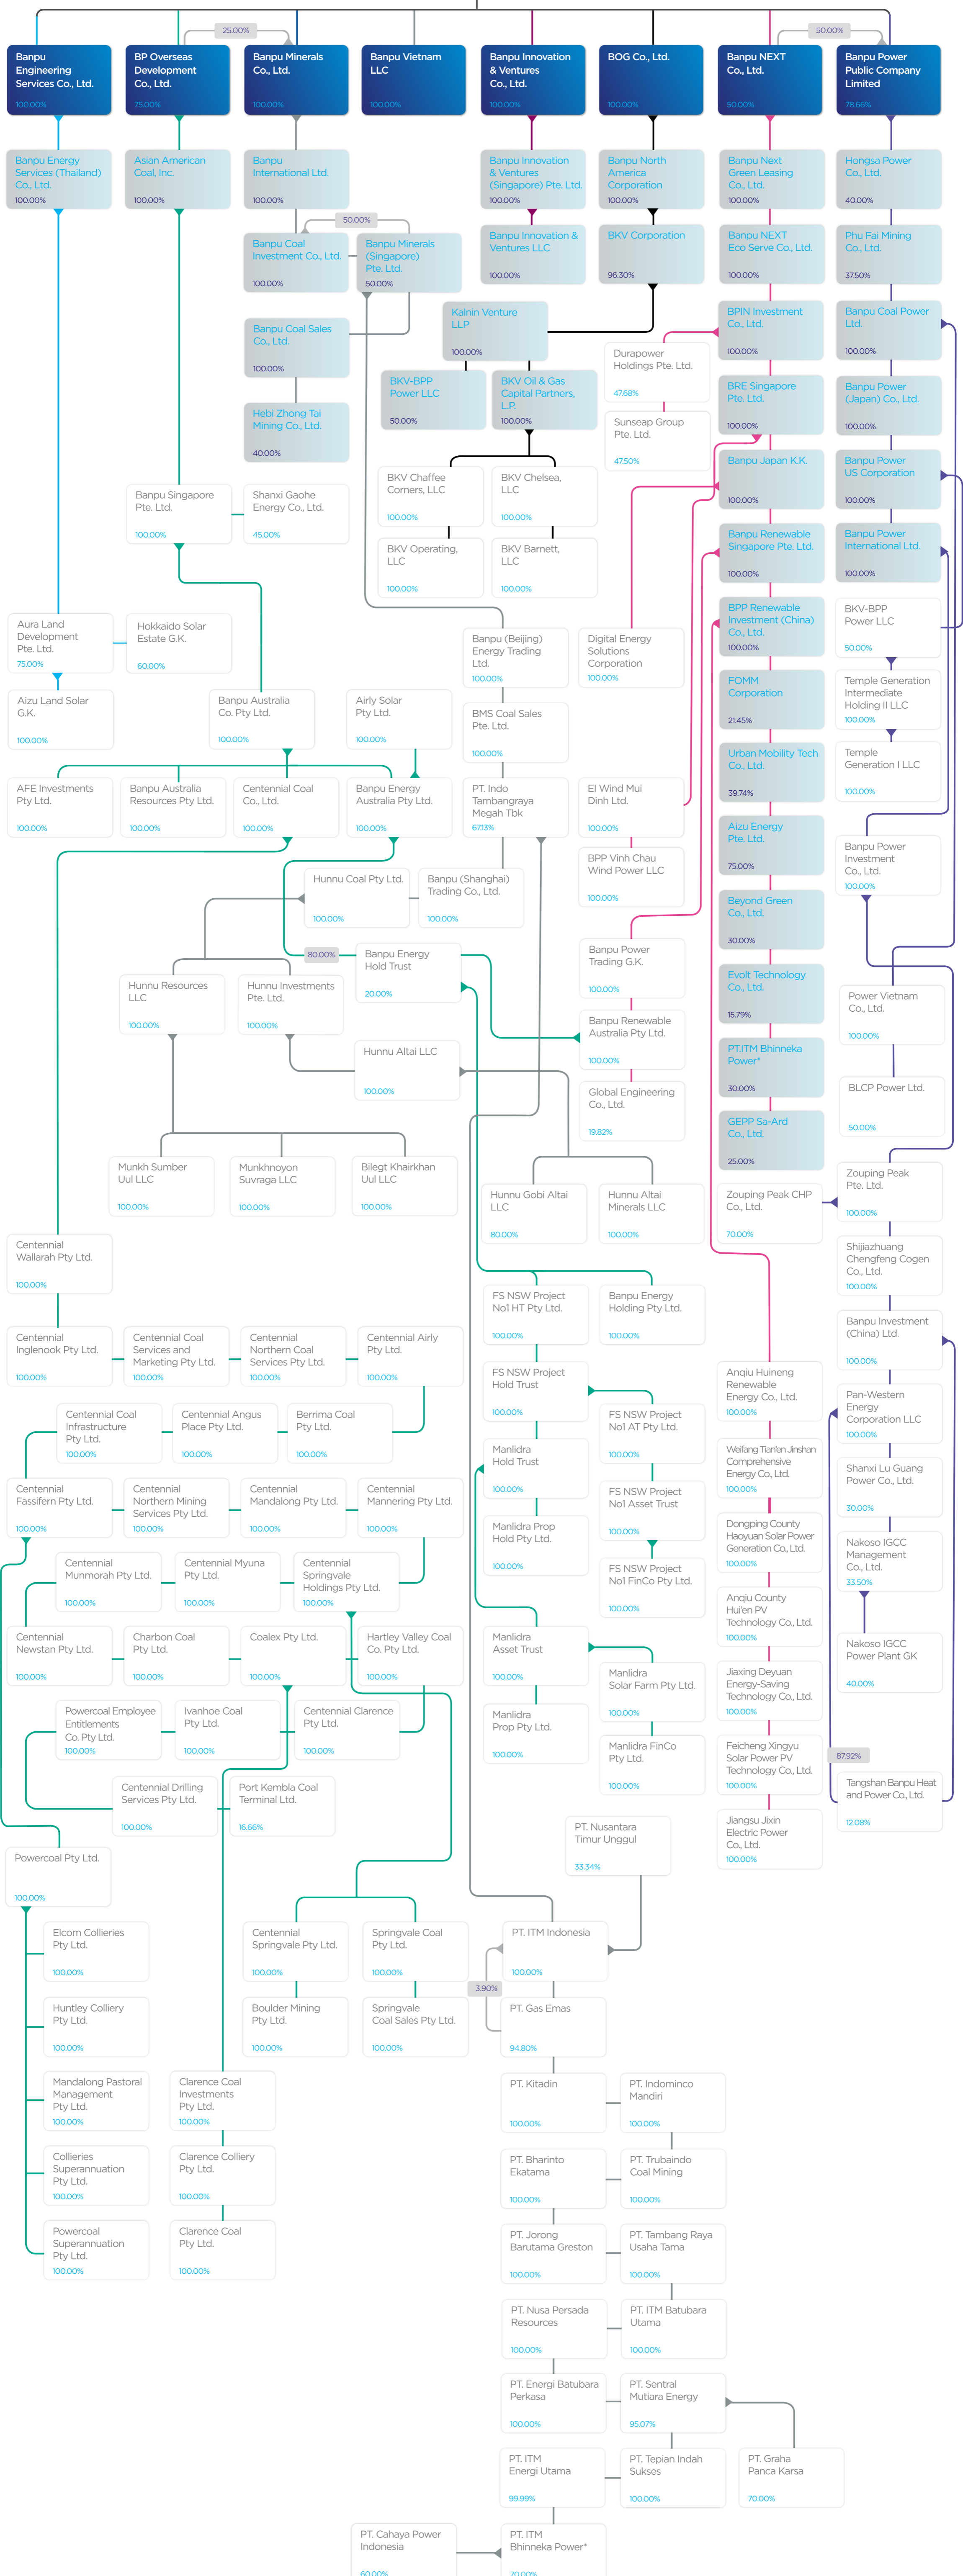 25.00%
50.00%
Banpu
Engineering
Services Co., Ltd.
100.00%
BP Overseas
Development
Co., Ltd.
75.00%
Banpu Minerals
Co., Ltd.
100.00%
Banpu Vietnam
LLC
100.00%
Banpu Innovation
& Ventures
Co., Ltd.
100.00%
BOG Co., Ltd.
100.00%
Banpu NEXT
Co., Ltd.
50.00%
Banpu Power
Public Company
Limited
78.66%
Banpu Energy
Services (Thailand)
Co., Ltd.
100.00%
Asian American
Coal, Inc.
100.00%
Banpu
International Ltd.
100.00%
Banpu Innovation
& Ventures
(Singapore) Pte. Ltd.
100.00%
Banpu North
America
Corporation
100.00%
Banpu Next
Green Leasing
Co., Ltd.
100.00%
Hongsa Power
Co., Ltd.
40.00%
50.00%
Banpu Coal
Investment Co., Ltd.
100.00%
Banpu Minerals
(Singapore)
Pte. Ltd.
50.00%
Banpu Innovation &
Ventures LLC
100.00%
BKV Corporation
96.30%
Banpu NEXT
Eco Serve Co., Ltd.
100.00%
Phu Fai Mining
Co., Ltd.
37.50%
Banpu Coal Sales
Co., Ltd.
100.00%
Kalnin Venture
LLP
100.00%
Durapower
Holdings Pte. Ltd.
47.68%
BPIN Investment
Co., Ltd.
100.00%
Banpu Coal Power
Ltd.
100.00%
Hebi Zhong Tai
Mining Co., Ltd.
40.00%
BKV-BPP
Power LLC
50.00%
BKV Oil & Gas
Capital Partners,
L.P.
100.00%
Sunseap Group
Pte. Ltd.
47.50%
BRE Singapore
Pte. Ltd.
100.00%
Banpu Power
(Japan) Co., Ltd.
100.00%
Banpu Singapore
Pte. Ltd.
100.00%
Shanxi Gaohe
Energy Co., Ltd.
45.00%
BKV Chaffee
Corners, LLC
100.00%
BKV Chelsea,
LLC
100.00%
Banpu Japan K.K.
100.00%
Banpu Power
US Corporation
100.00%
BKV Operating,
LLC
100.00%
BKV Barnett,
LLC
100.00%
Banpu Renewable
Singapore Pte. Ltd.
100.00%
Banpu Power
International Ltd.
100.00%
Aura Land
Development
Pte. Ltd.
75.00%
Hokkaido Solar
Estate G.K.
60.00%
Banpu (Beijing)
Energy Trading
Ltd.
100.00%
Digital Energy
Solutions
Corporation
100.00%
BPP Renewable
Investment (China)
Co., Ltd.
100.00%
BKV-BPP
Power LLC
50.00%
Aizu Land Solar
G.K.
100.00%
Banpu Australia
Co. Pty Ltd.
100.00%
Airly Solar
Pty Ltd.
100.00%
BMS Coal Sales
Pte. Ltd.
100.00%
FOMM
Corporation
21.45%
Temple Generation
Intermediate
Holding II LLC
100.00%
AFE Investments
Pty Ltd.
100.00%
Banpu Australia
Resources Pty Ltd.
100.00%
Centennial Coal
Co., Ltd.
100.00%
Banpu Energy
Australia Pty Ltd.
100.00%
PT. Indo
Tambangraya
Megah Tbk
67.13%
EI Wind Mui
Dinh Ltd.
100.00%
Urban Mobility Tech
Co., Ltd.
39.74%
Temple
Generation I LLC
100.00%
Hunnu Coal Pty Ltd.
100.00%
Banpu (Shanghai)
Trading Co., Ltd.
100.00%
BPP Vinh Chau
Wind Power LLC
100.00%
Aizu Energy
Pte. Ltd.
75.00%
Banpu Power
Investment
Co., Ltd.
100.00%
80.00%
Banpu Energy
Hold Trust
20.00%
Banpu Power
Trading G.K.
100.00%
Beyond Green
Co., Ltd.
30.00%
Hunnu Resources
LLC
100.00%
Hunnu Investments
Pte. Ltd.
100.00%
Banpu Renewable
Australia Pty Ltd.
100.00%
Evolt Technology
Co., Ltd.
15.79%
Power Vietnam
Co., Ltd.
100.00%
Hunnu Altai LLC
100.00%
Global Engineering
Co., Ltd.
19.82%
PT.ITM Bhinneka
Power*
30.00%
BLCP Power Ltd.
50.00%
GEPP Sa-Ard
Co., Ltd.
25.00%
Munkh Sumber
Uul LLC
100.00%
Munkhnoyon
Suvraga LLC
100.00%
Bilegt Khairkhan
Uul LLC
100.00%
Hunnu Gobi Altai
LLC
80.00%
Hunnu Altai
Minerals LLC
100.00%
Zouping Peak CHP
Co., Ltd.
70.00%
Zouping Peak
Pte. Ltd.
100.00%
Centennial
Wallarah Pty Ltd.
100.00%
Shijiazhuang
Chengfeng Cogen
Co., Ltd.
100.00%
FS NSW Project
No1 HT Pty Ltd.
100.00%
Banpu Energy
Holding Pty Ltd.
100.00%
Banpu Investment
(China) Ltd.
100.00%
Centennial
Inglenook Pty Ltd.
100.00%
Centennial Coal
Services and
Marketing Pty Ltd.
100.00%
Centennial
Northern Coal
Services Pty Ltd.
100.00%
Centennial Airly
Pty Ltd.
100.00%
FS NSW Project
Hold Trust
100.00%
Anqiu Huineng
Renewable
Energy Co., Ltd.
100.00%
Pan-Western
Energy
Corporation LLC
100.00%
Centennial Coal
Infrastructure
Pty Ltd.
100.00%
Centennial Angus
Place Pty Ltd.
100.00%
Berrima Coal
Pty Ltd.
100.00%
FS NSW Project
No1 AT Pty Ltd.
100.00%
Manlidra
Hold Trust
100.00%
Weifang Tian'en Jinshan
Comprehensive
Energy Co., Ltd.
100.00%
Shanxi Lu Guang
Power Co., Ltd.
30.00%
Centennial
Fassifern Pty Ltd.
100.00%
Centennial
Northern Mining
Services Pty Ltd.
100.00%
Centennial
Mandalong Pty Ltd.
100.00%
Centennial
Mannering Pty Ltd.
100.00%
FS NSW Project
No1 Asset Trust
100.00%
Manlidra Prop
Hold Pty Ltd.
100.00%
Dongping County
Haoyuan Solar Power
Generation Co., Ltd.
100.00%
Nakoso IGCC
Management
Co., Ltd.
33.50%
Centennial
Munmorah Pty Ltd.
100.00%
Centennial Myuna
Pty Ltd.
100.00%
Centennial
Springvale
Holdings Pty Ltd.
100.00%
FS NSW Project
No1 FinCo Pty Ltd.
100.00%
Anqiu County
Hui'en PV
Technology Co., Ltd.
100.00%
Centennial
Newstan Pty Ltd.
100.00%
Charbon Coal
Pty Ltd.
100.00%
Coalex Pty Ltd.
100.00%
Hartley Valley Coal
Co. Pty Ltd.
100.00%
Manlidra
Asset Trust
100.00%
Nakoso IGCC
Power Plant GK
40.00%
Manlidra
Solar Farm Pty Ltd.
100.00%
Jiaxing Deyuan
Energy-Saving
Technology Co., Ltd.
100.00%
Powercoal Employee
Entitlements
Co. Pty Ltd.
100.00%
Ivanhoe Coal
Pty Ltd.
100.00%
Centennial Clarence
Pty Ltd.
100.00%
Manlidra
Prop Pty Ltd.
100.00%
Manlidra FinCo
Pty Ltd.
100.00%
Feicheng Xingyu
Solar Power PV
Technology Co., Ltd.
100.00%
87.92%
Centennial Drilling
Services Pty Ltd.
100.00%
Port Kembla Coal
Terminal Ltd.
16.66%
Tangshan Banpu Heat
and Power Co., Ltd.
12.08%
PT. Nusantara
Timur Unggul
33.34%
Jiangsu Jixin
Electric Power
Co., Ltd.
100.00%
Powercoal Pty Ltd.
100.00%
Elcom Collieries
Pty Ltd.
100.00%
Centennial
Springvale Pty Ltd.
100.00%
Springvale Coal
Pty Ltd.
100.00%
PT. ITM Indonesia
100.00%
3.90%
Huntley Colliery
Pty Ltd.
100.00%
Boulder Mining
Pty Ltd.
100.00%
Springvale
Coal Sales Pty Ltd.
100.00%
PT. Gas Emas
94.80%
Mandalong Pastoral
Management
Pty Ltd.
100.00%
Clarence Coal
Investments
Pty Ltd.
100.00%
PT. Kitadin
100.00%
PT. Indominco
Mandiri
100.00%
Collieries
Superannuation
Pty Ltd.
100.00%
Clarence Colliery
Pty Ltd.
100.00%
PT. Bharinto
Ekatama
100.00%
PT. Trubaindo
Coal Mining
100.00%
Powercoal
Superannuation
Pty Ltd.
100.00%
Clarence Coal
Pty Ltd.
100.00%
PT. Jorong
Barutama Greston
100.00%
PT. Tambang Raya
Usaha Tama
100.00%
PT. Nusa Persada
Resources
100.00%
PT. ITM Batubara
Utama
100.00%
PT. Energi Batubara
Perkasa
100.00%
PT. Sentral
Mutiara Energy
95.07%
PT. ITM
Energi Utama
99.99%
PT. Tepian Indah
Sukses
100.00%
PT. Graha
Panca Karsa
70.00%
PT. Cahaya Power
Indonesia
60.00%
PT. ITM
Bhinneka Power*
70.00%